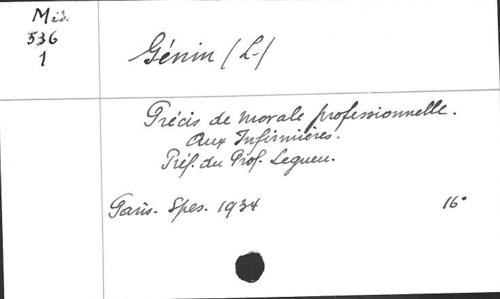 Méd.
536
1
Génin (L.)
Précis de morale professionnelle.
Aux Infirmières.
Préf. du Prof. Legueu.
Paris. Spes. 1934
16°